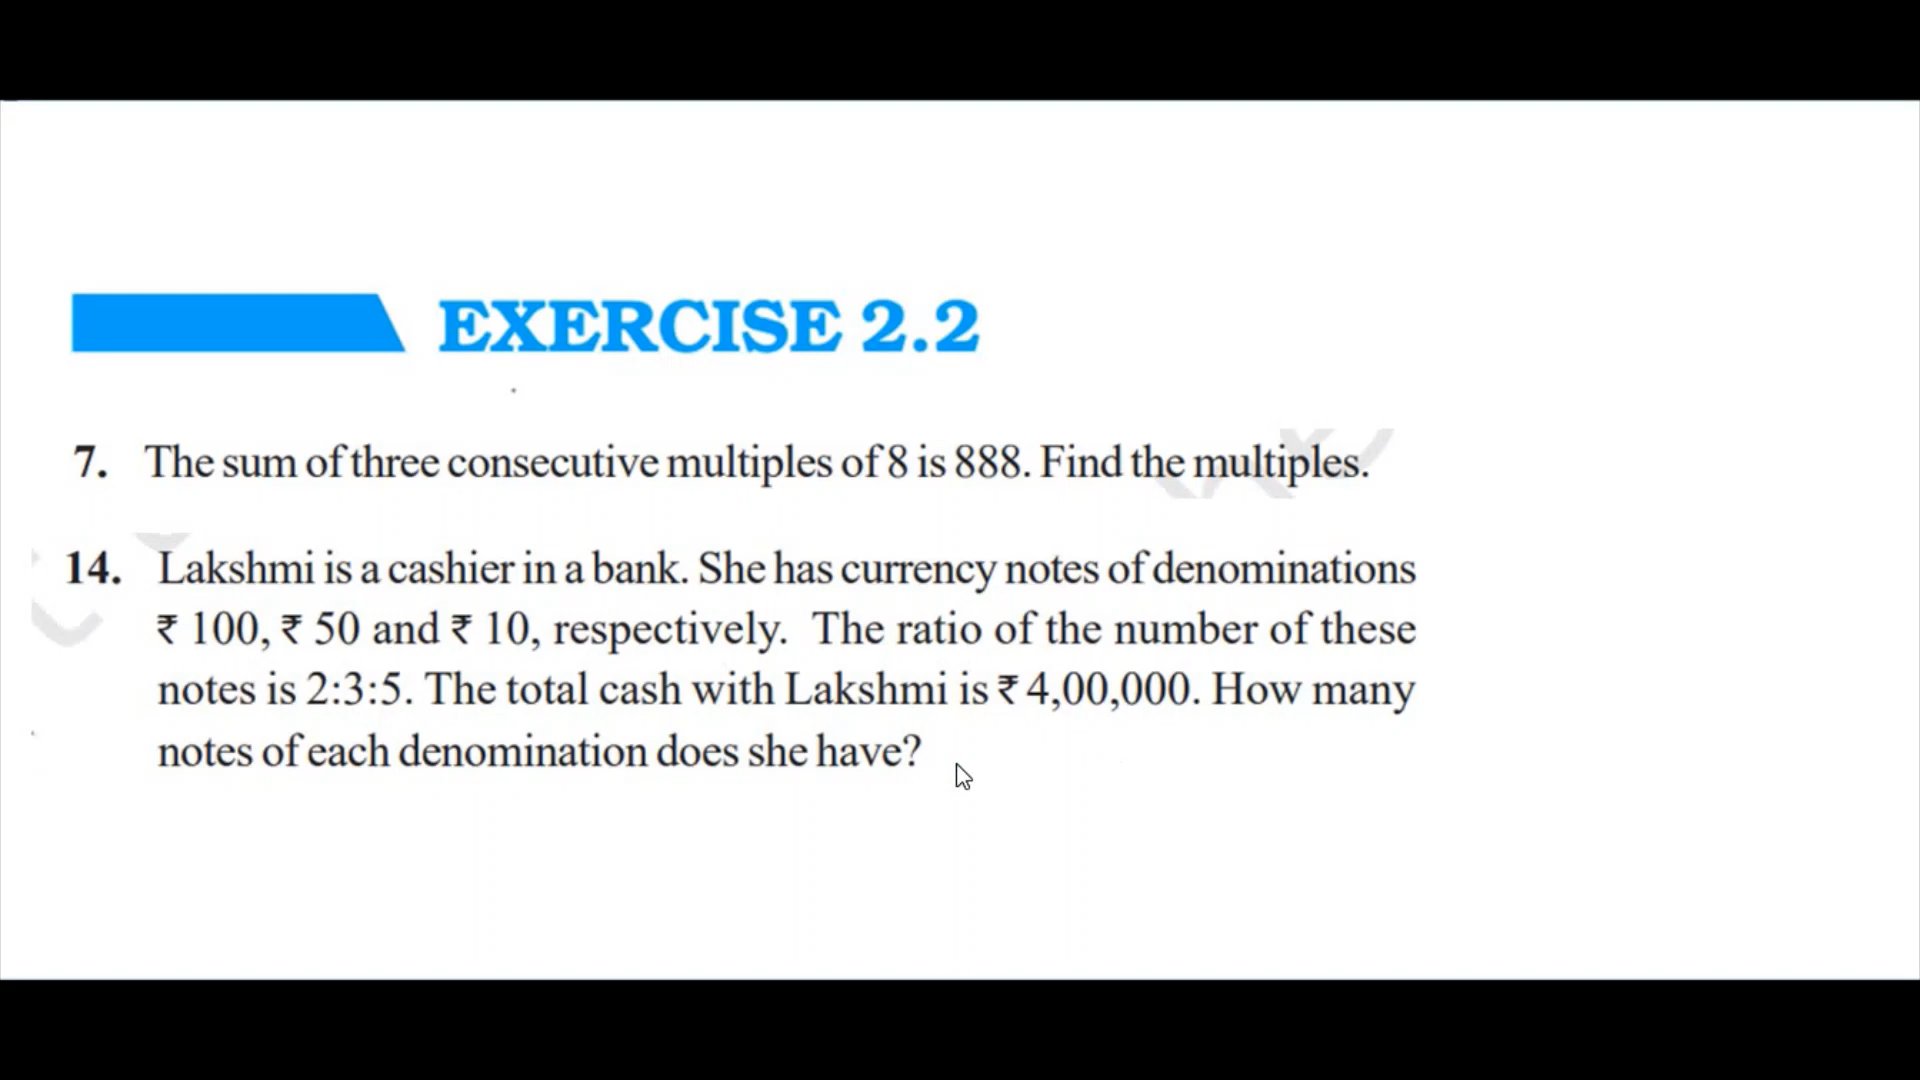 EXERCISE 2.2
7. The sum of three consecutive multiples of 8 is 888. Find the multiples.
14. Lakshmi is a cashier in a bank. She has currency notes of denominations
₹ 100, ₹ 50 and ₹ 10, respectively. The ratio of the number of these
notes is 2:3:5. The total cash with Lakshmi is ₹ 4,00,000. How many
notes of each denomination does she have?